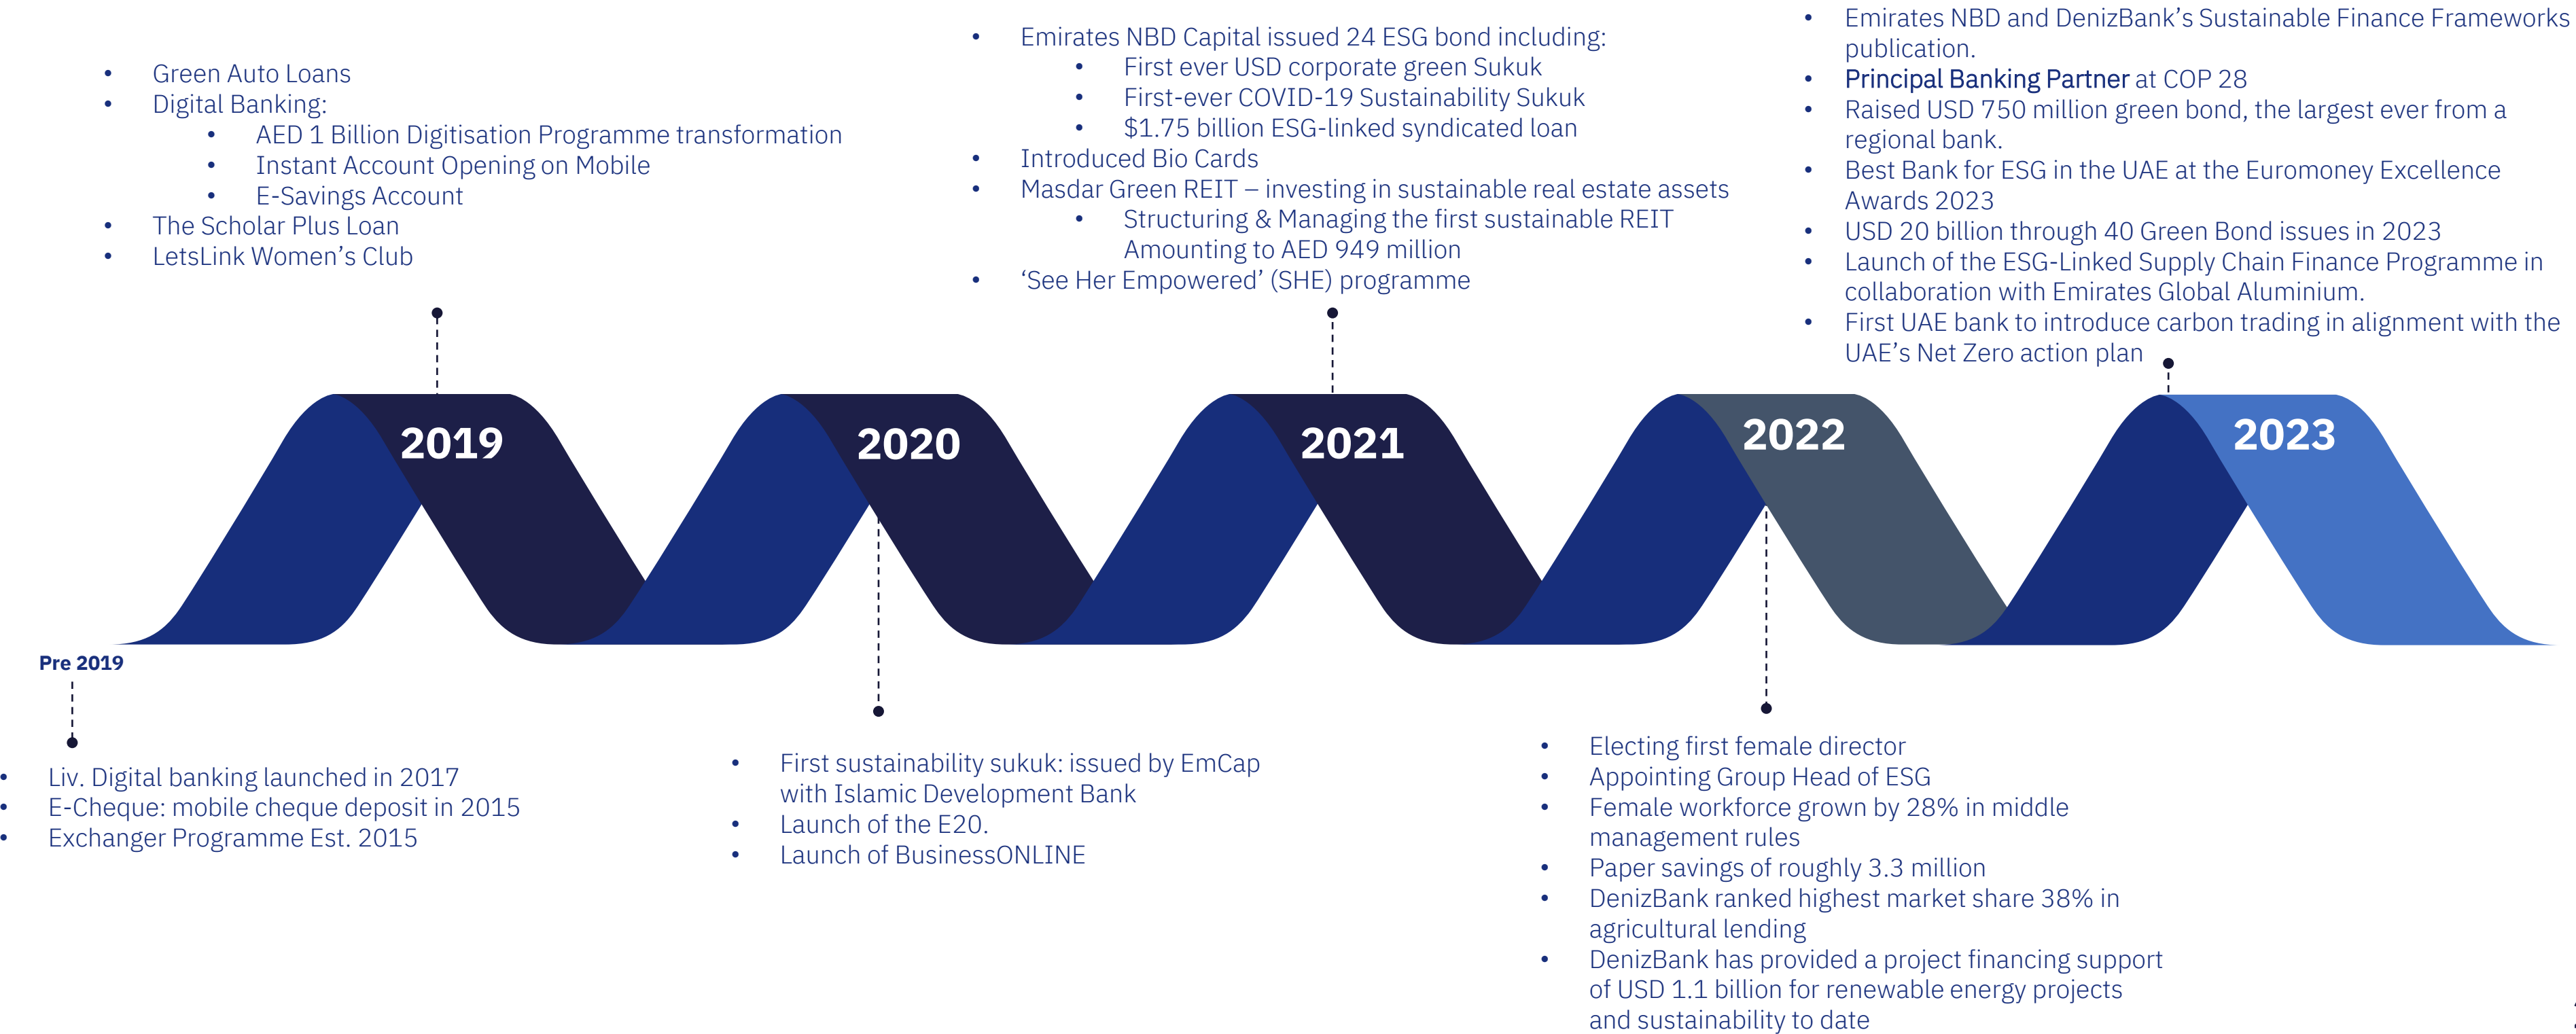 Green Auto Loans
Digital Banking:
AED 1 Billion Digitisation Programme transformation
Instant Account Opening on Mobile
E-Savings Account
The Scholar Plus Loan
LetsLink Women’s Club
Emirates NBD Capital issued 24 ESG bond including:
First ever USD corporate green Sukuk
First-ever COVID-19 Sustainability Sukuk
$1.75 billion ESG-linked syndicated loan
Introduced Bio Cards
Masdar Green REIT – investing in sustainable real estate assets
Structuring & Managing the first sustainable REIT
Amounting to AED 949 million
‘See Her Empowered’ (SHE) programme
Emirates NBD and DenizBank’s Sustainable Finance Frameworks
publication.
Principal Banking Partner at COP 28
Raised USD 750 million green bond, the largest ever from a
regional bank.
Best Bank for ESG in the UAE at the Euromoney Excellence
Awards 2023
USD 20 billion through 40 Green Bond issues in 2023
Launch of the ESG-Linked Supply Chain Finance Programme in
collaboration with Emirates Global Aluminium.
First UAE bank to introduce carbon trading in alignment with the
UAE’s Net Zero action plan
2019
2020
2021
2022
2023
Pre 2019
Liv. Digital banking launched in 2017
E-Cheque: mobile cheque deposit in 2015
Exchanger Programme Est. 2015
First sustainability sukuk: issued by EmCap
with Islamic Development Bank
Launch of the E20.
Launch of BusinessONLINE
Electing first female director
Appointing Group Head of ESG
Female workforce grown by 28% in middle
management rules
Paper savings of roughly 3.3 million
DenizBank ranked highest market share 38% in
agricultural lending
DenizBank has provided a project financing support
of USD 1.1 billion for renewable energy projects
and sustainability to date